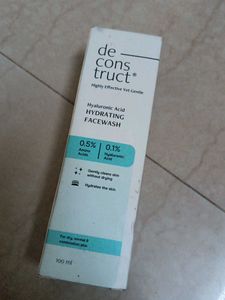 de
cons
truct®
Highly Effective Yet Gentle
Hyaluronic Acid
HYDRATING
FACEWASH
0.5%
Amino
Acids
0.1%
Hyaluronic
Acid
Gently cleans skin
without drying
Hydrates the skin
For dry, normal &
combination skin
100 ml